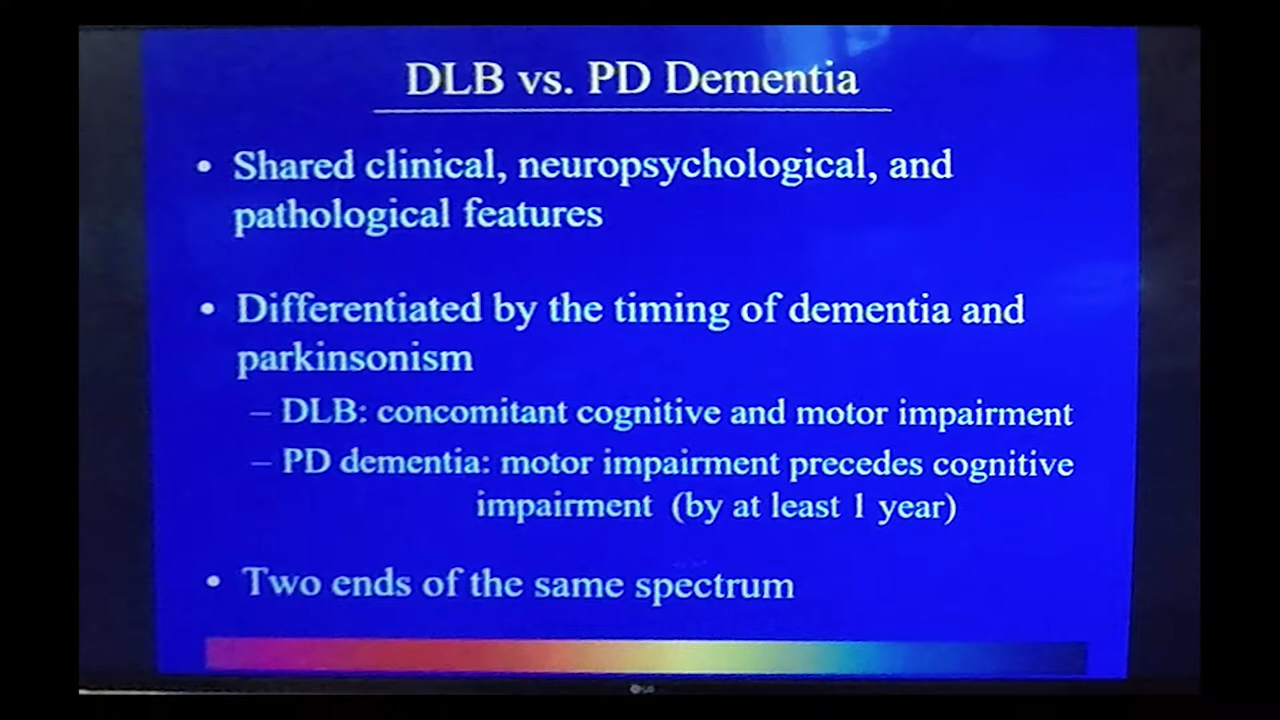 DLB vs. PD Dementia
• Shared clinical, neuropsychological, and
pathological features
• Differentiated by the timing of dementia and
parkinsonism
– DLB: concomitant cognitive and motor impairment
– PD dementia: motor impairment precedes cognitive
impairment (by at least 1 year)
• Two ends of the same spectrum
LG